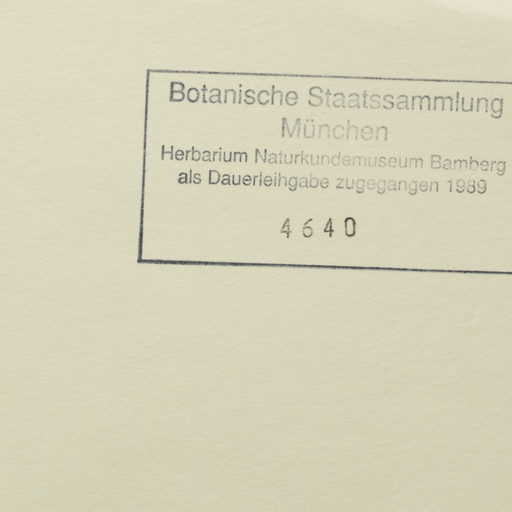 Botanische Staatssammlung
München
Herbarium Naturkundemuseum Bamberg
als Dauerleihgabe zugegangen 1989
4640